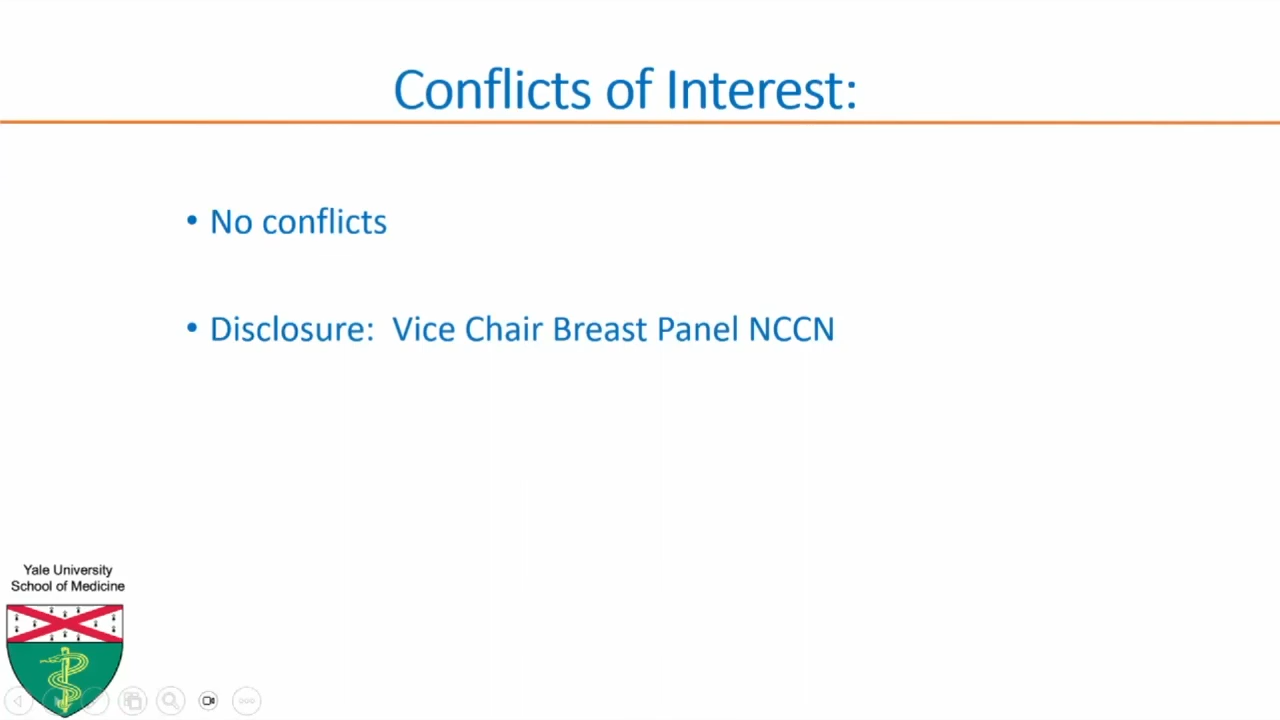 Conflicts of Interest:
• No conflicts
• Disclosure: Vice Chair Breast Panel NCCN
Yale University
School of Medicine